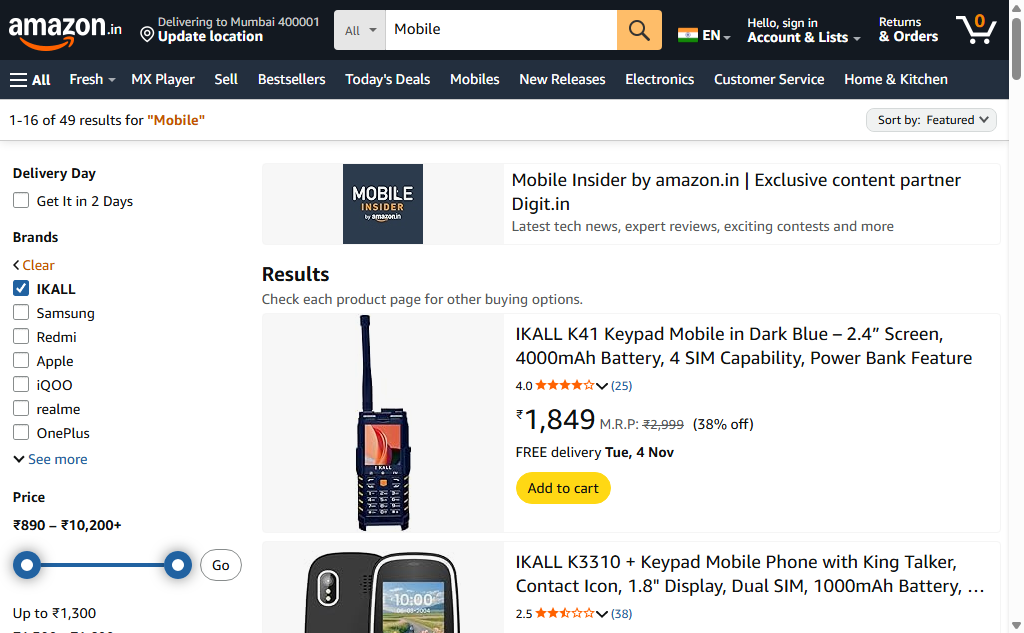 amazon.in
Delivering to Mumbai 400001
Update location
All
Mobile
EN
Hello, sign in
Account & Lists
Returns
& Orders
0
All
Fresh
MX Player
Sell
Bestsellers
Today's Deals
Mobiles
New Releases
Electronics
Customer Service
Home & Kitchen
1-16 of 49 results for "Mobile"
Sort by: Featured
Delivery Day
Get It in 2 Days
Brands
Clear
IKALL
Samsung
Redmi
Apple
iQOO
realme
OnePlus
See more
Price
₹890 – ₹10,200+
Go
Up to ₹1,300
MOBILE
INSIDER
by amazon.in
Mobile Insider by amazon.in | Exclusive content partner
Digit.in
Latest tech news, expert reviews, exciting contests and more
Results
Check each product page for other buying options.
IKALL
IKALL K41 Keypad Mobile in Dark Blue – 2.4” Screen,
4000mAh Battery, 4 SIM Capability, Power Bank Feature
4.0 (25)
₹1,849 M.R.P: ₹2,999 (38% off)
FREE delivery Tue, 4 Nov
Add to cart
10:00
IKALL K3310 + Keypad Mobile Phone with King Talker,
Contact Icon, 1.8" Display, Dual SIM, 1000mAh Battery, …
2.5 (38)